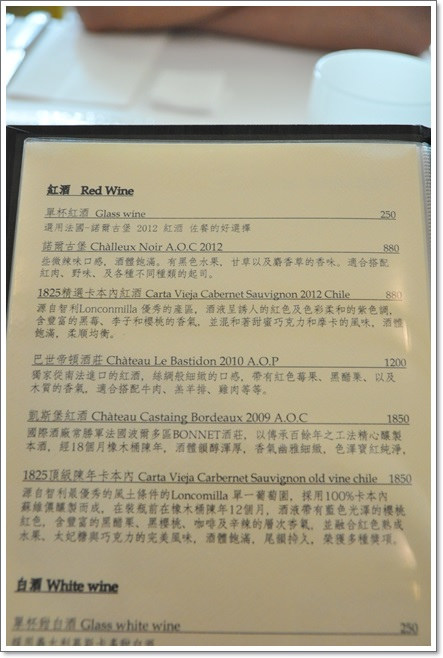 紅酒 Red Wine
單杯紅酒 Glass wine 250
選用法國-諾爾古堡 2012 紅酒 佐餐的好選擇
諾爾古堡 Chàlleux Noir A.O.C 2012 880
些微辣味口感, 酒體飽滿。有黑色水果, 甘草以及麝香草的香味。適合搭配
紅肉、野味、及各種不同種類的起司。
1825精選卡本內紅酒 Carta Vieja Cabernet Sauvignon 2012 Chile 880
源自智利Lonconmilla 優秀的產區, 酒液呈誘人的紅色及色彩柔和的紫色調,
含豐富的黑莓、李子和櫻桃的香氣, 並混和著甜蜜巧克力和摩卡的風味, 酒體
飽滿, 柔順均衡。
巴世帝頓酒莊 Chàteau Le Bastidon 2010 A.O.P 1200
獨家從南法進口的紅酒, 絲綢般細緻的口感, 帶有紅色莓果、黑醋果、以及
木質的香氣, 適合搭配牛肉、羔羊排、雞肉等等。
凱斯堡紅酒 Chàteau Castaing Bordeaux 2009 A.O.C 1850
國際酒廠常勝軍法國波爾多區BONNET酒莊, 以傳承百餘年之工法精心釀製
本酒, 經18個月橡木桶陳年, 酒體韻醇渾厚, 香氣幽雅細緻, 色澤寶紅純淨,
1825頂級陳年卡本內 Carta Vieja Carbernet Sauvignon old vine chile 1850
源自智利最優秀的風土條件的Loncomilla 單一葡萄園, 採用100%卡本內
蘇維儂釀製而成, 在裝瓶前在橡木桶陳年12個月, 酒液帶有藍色光澤的櫻桃
紅色, 含豐富的黑醋果、黑櫻桃、咖啡及辛辣的層次香氣, 並融合紅色熟成
水果、太妃糖與巧克力的完美風味, 酒體飽滿, 尾韻持久, 榮獲多種獎項。
白酒 White wine
單杯白酒 Glass white wine 250